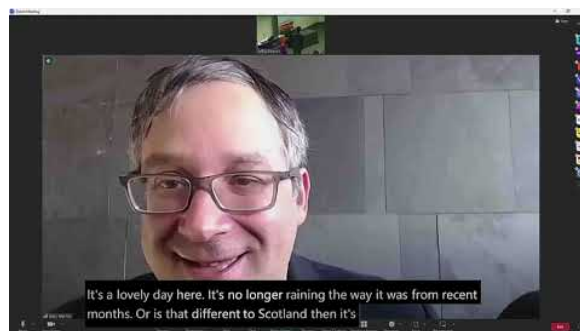 It's a lovely day here. It's no longer raining the way it was from recent
months. Or is that different to Scotland then it's